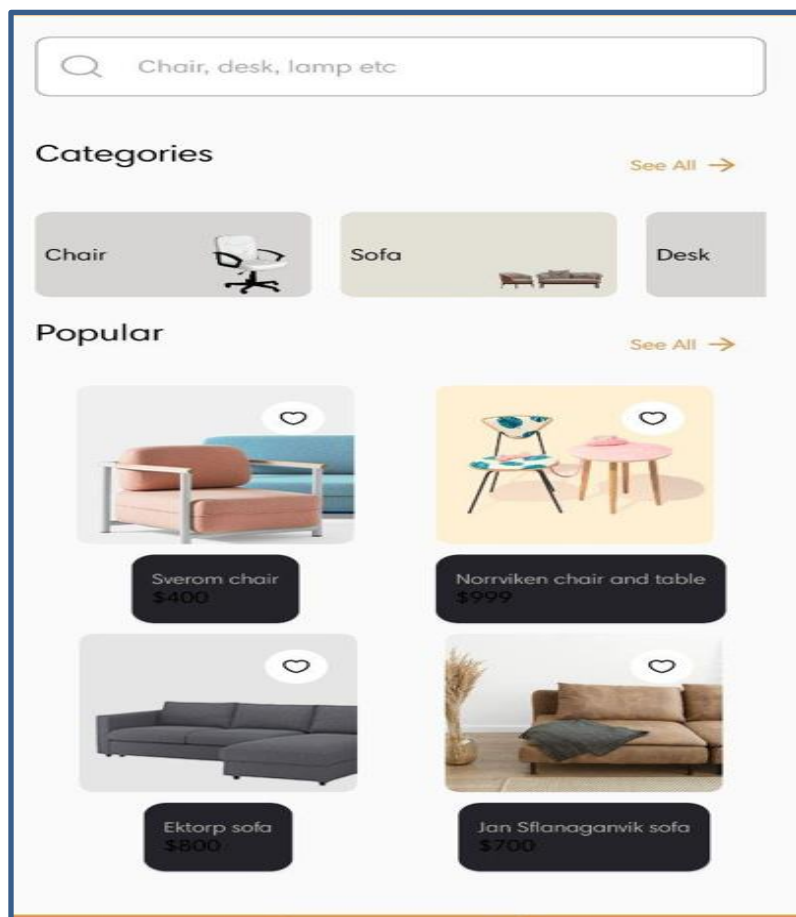 Chair, desk, lamp etc
Categories
See All
Chair
Sofa
Desk
Popular
See All
Sverom chair
$400
Norrviken chair and table
$999
Ektorp sofa
$800
Jan Sflanaganvik sofa
$700